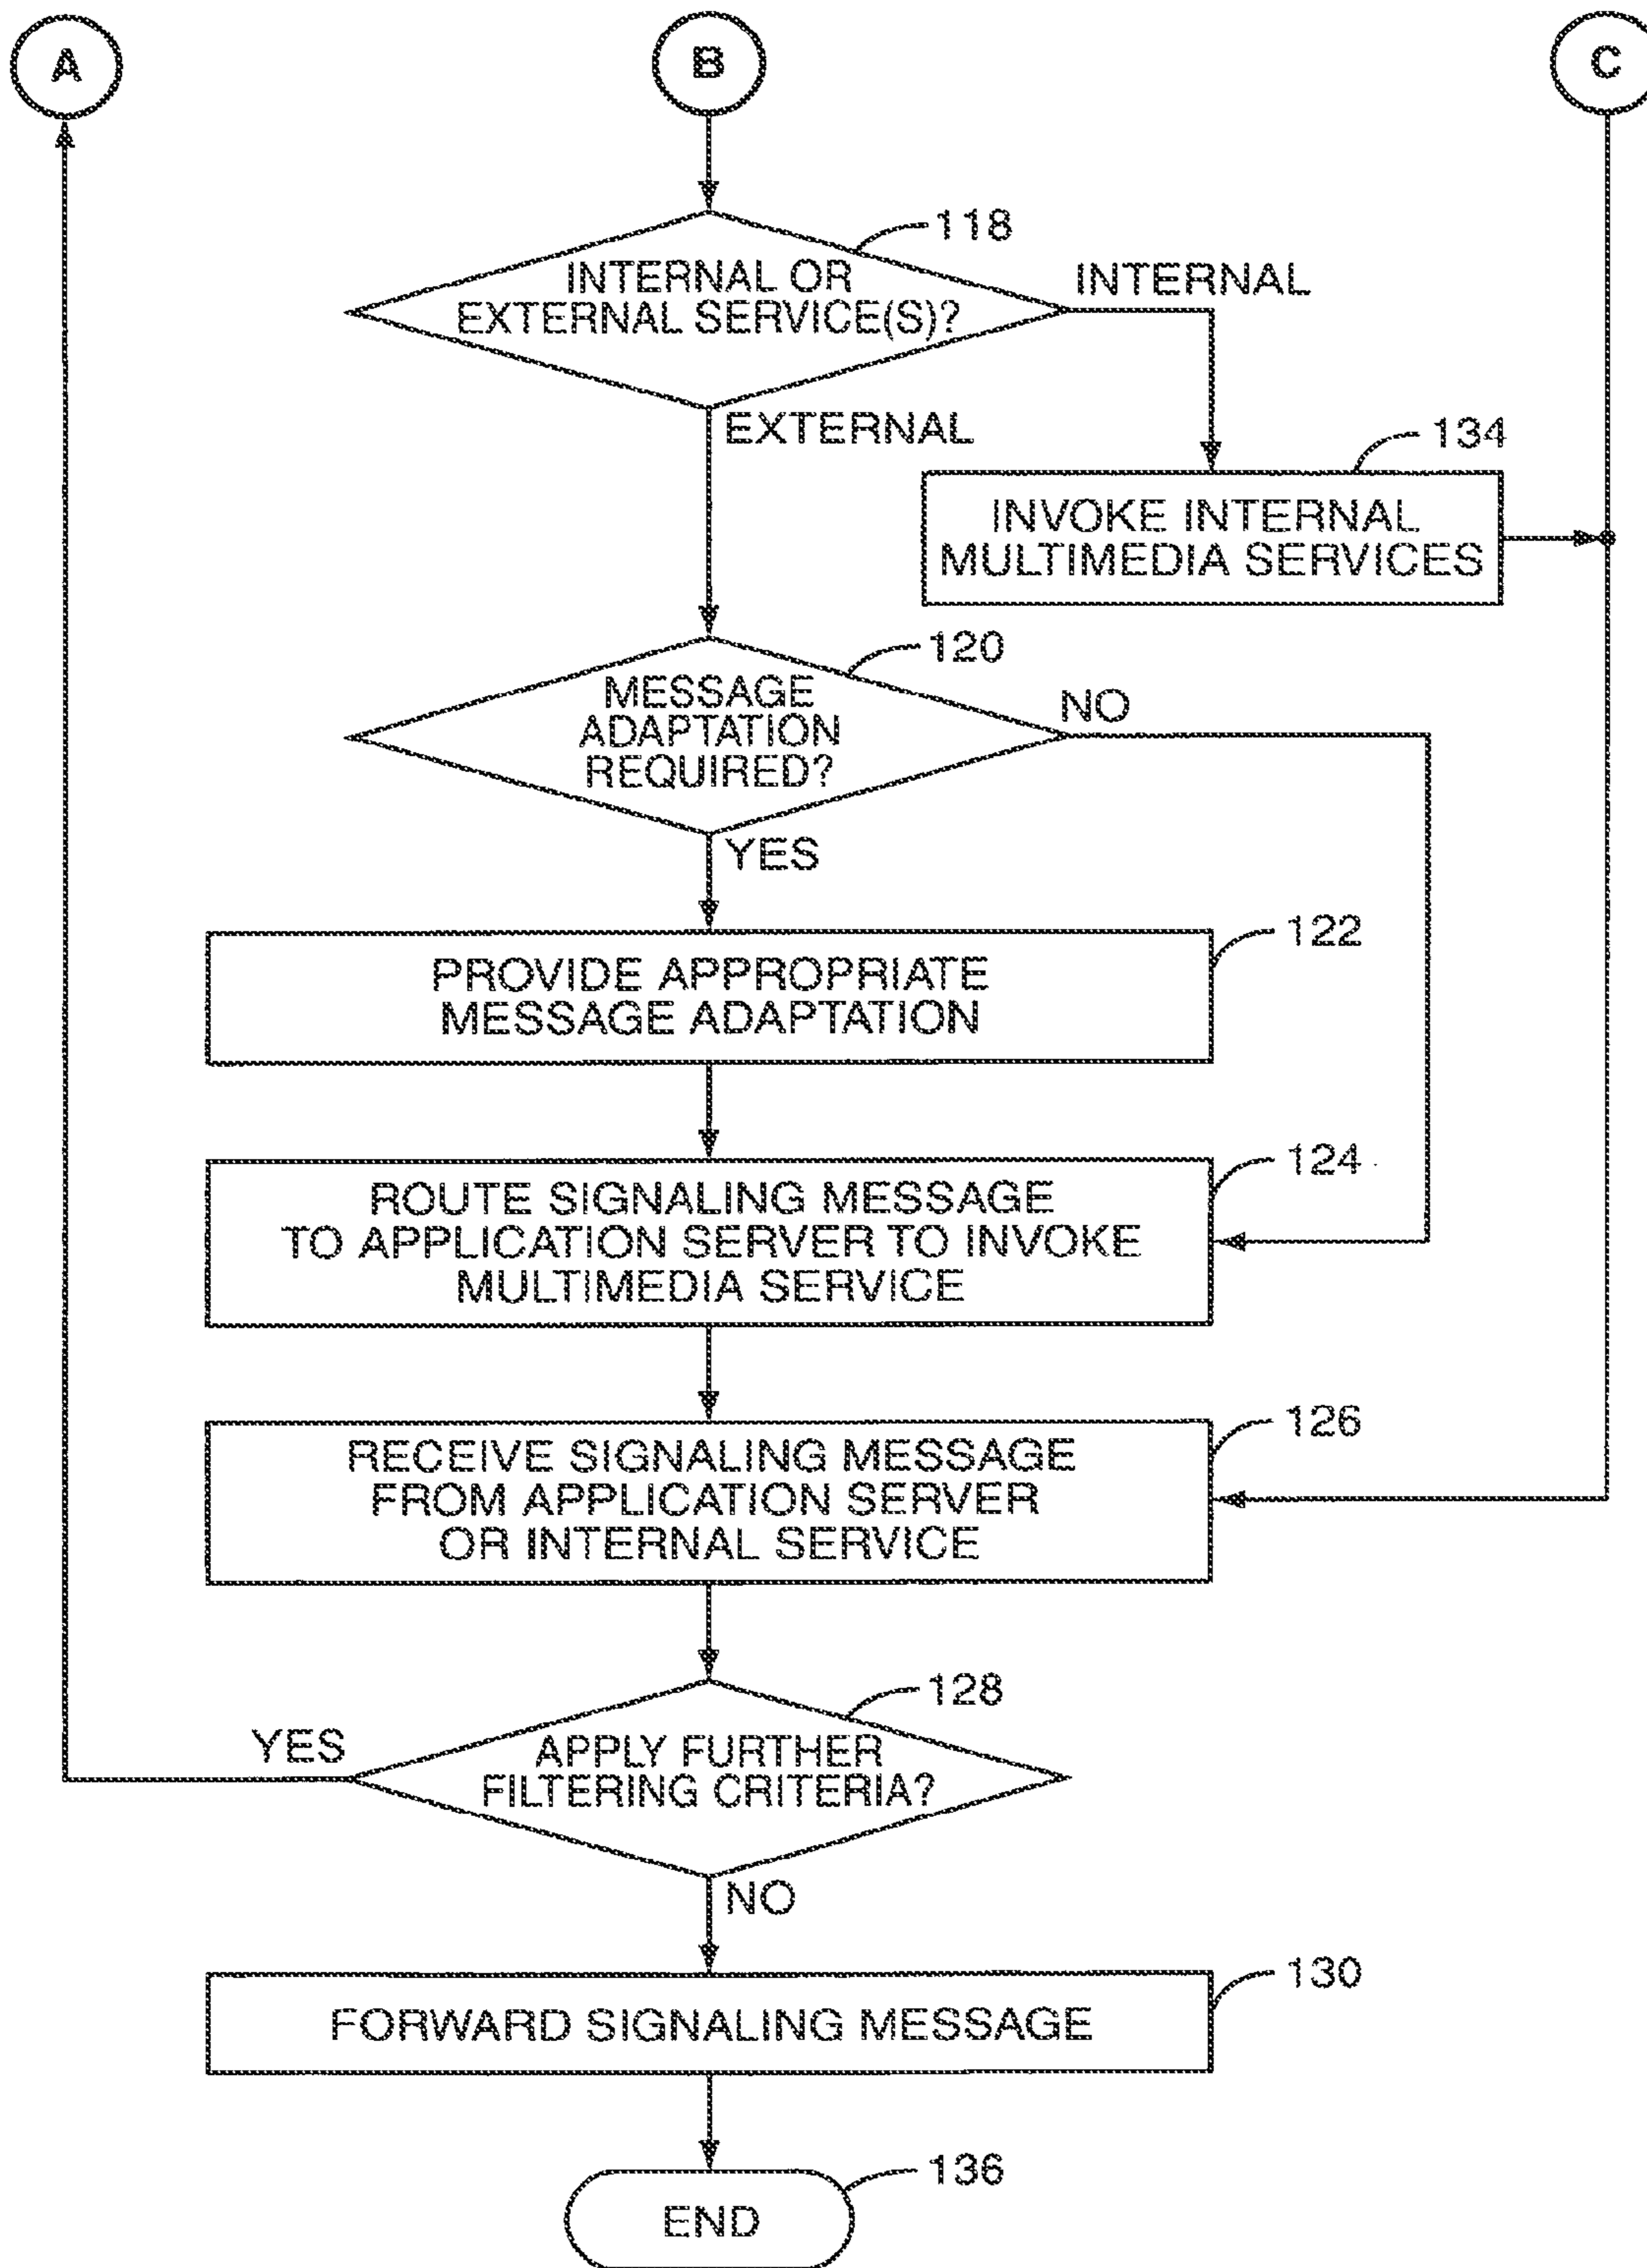 A
B
C
118
INTERNAL OR
EXTERNAL SERVICE(S)?
INTERNAL
EXTERNAL
134
INVOKE INTERNAL
MULTIMEDIA SERVICES
120
MESSAGE
ADAPTATION
REQUIRED?
NO
YES
122
PROVIDE APPROPRIATE
MESSAGE ADAPTATION
124
ROUTE SIGNALING MESSAGE
TO APPLICATION SERVER TO INVOKE
MULTIMEDIA SERVICE
126
RECEIVE SIGNALING MESSAGE
FROM APPLICATION SERVER
OR INTERNAL SERVICE
128
YES
APPLY FURTHER
FILTERING CRITERIA?
NO
130
FORWARD SIGNALING MESSAGE
136
END